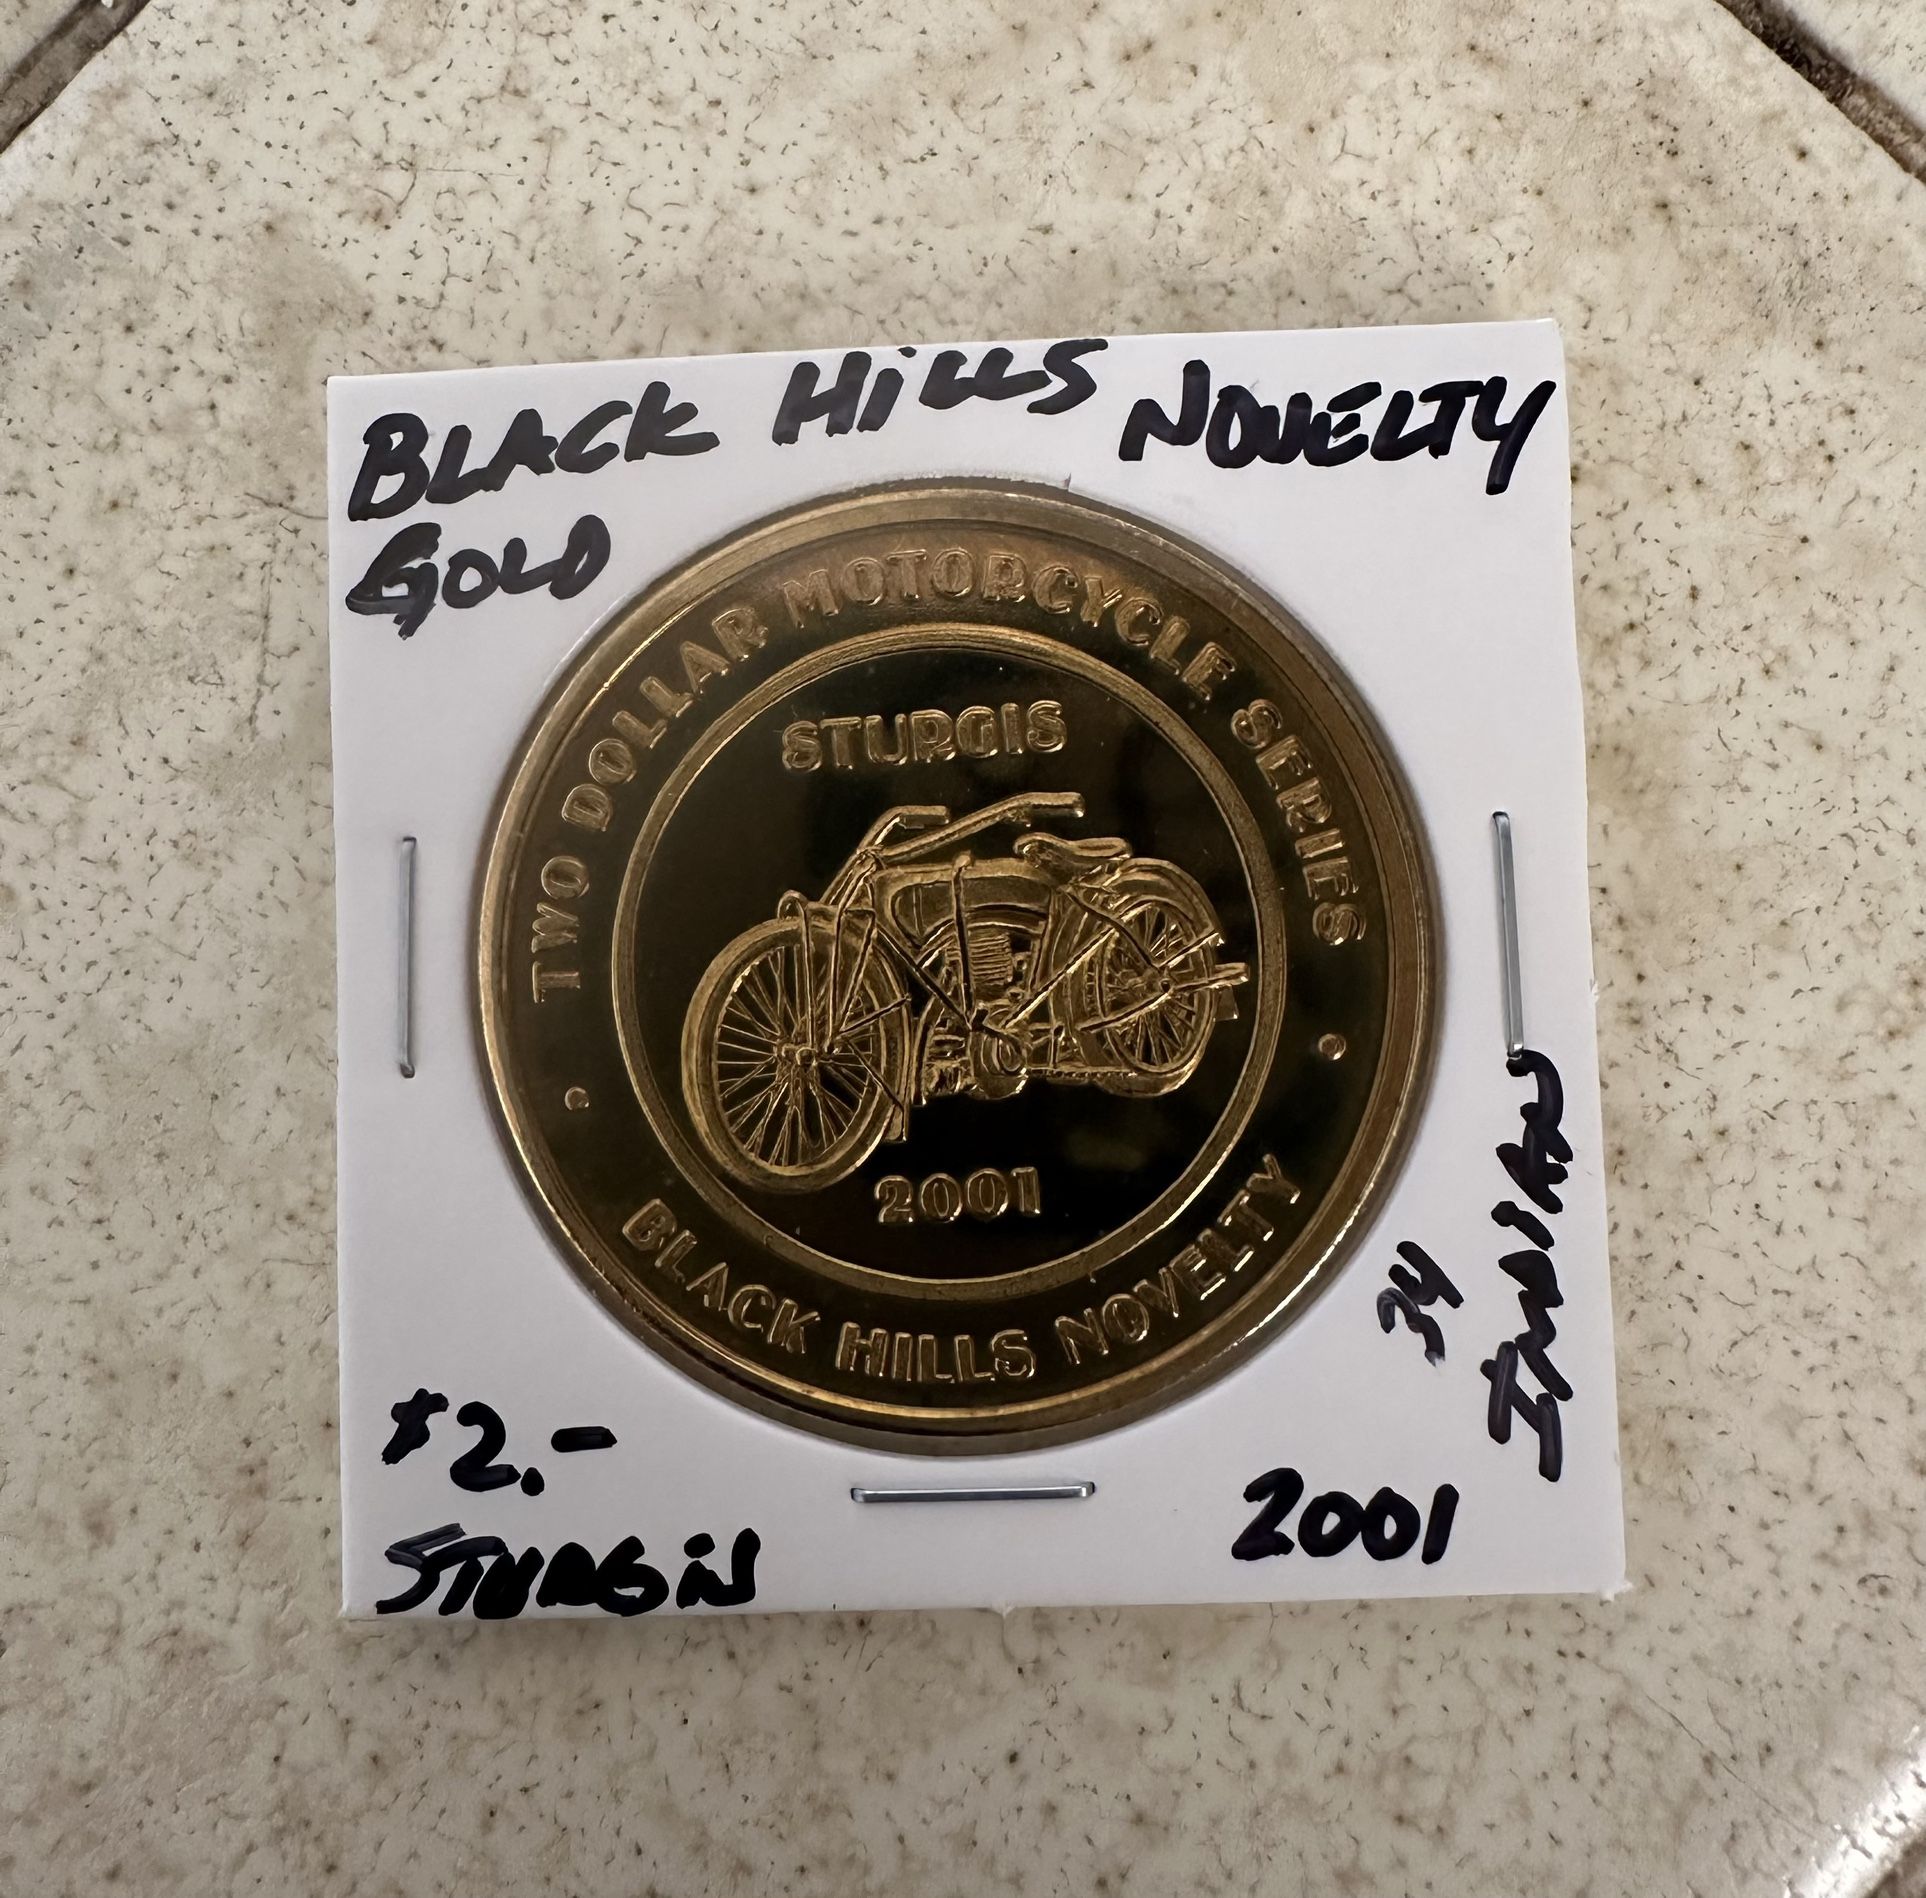 BLACK HILLS NOVELTY
GOLD
TWO DOLLAR MOTORCYCLE SERIES
STURGIS
2001
• BLACK HILLS NOVELTY •
34
INDIAN
$2.-
2001
STURGIS